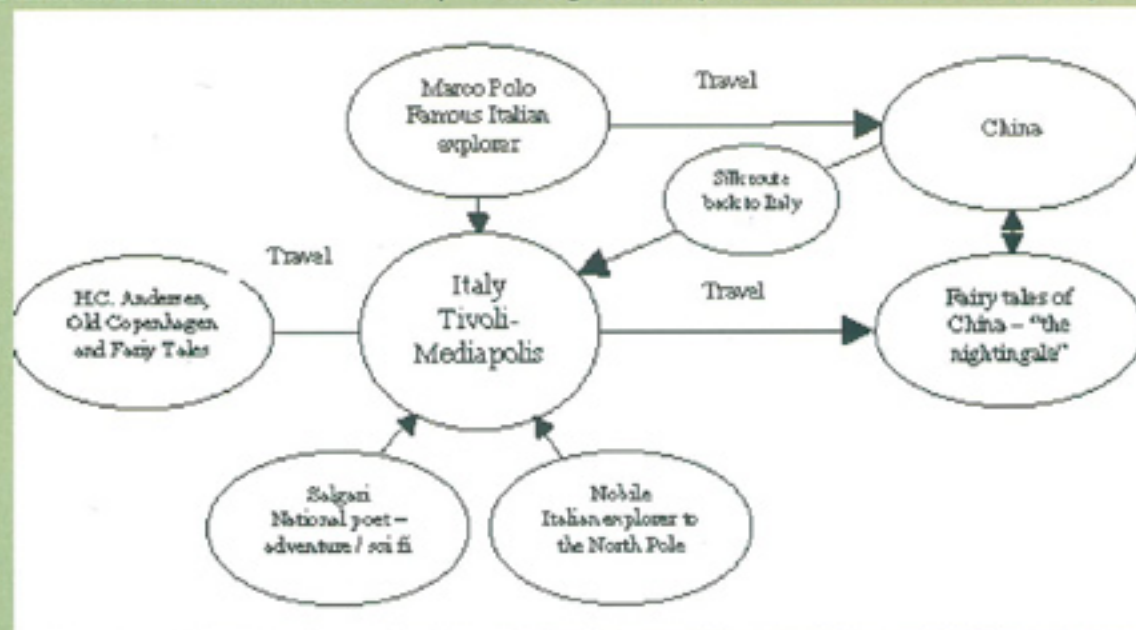 Marco Polo
Famous Italian
explorer
Travel
China
Silk route
back to Italy
Travel
H.C. Andersen,
Old Copenhagen
and Fairy Tales
Italy
Tivoli-
Mediapolis
Travel
Fairy tales of
China – "the
nightingale"
Salgari
National poet –
adventure / sci fi
Nobile
Italian explorer to
the North Pole